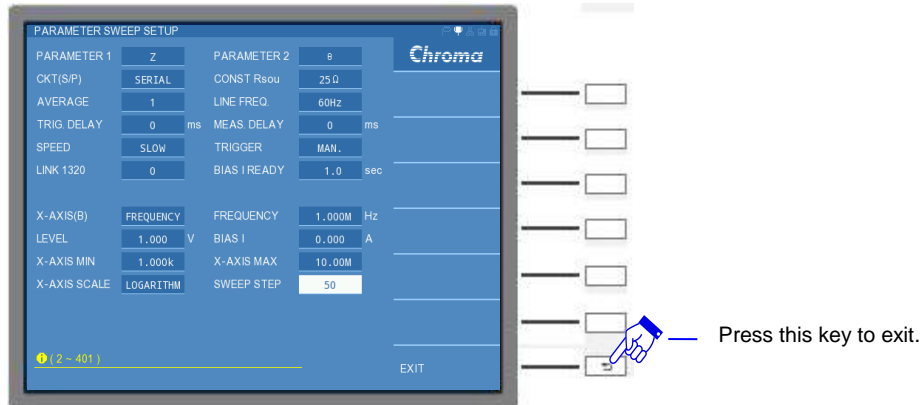 PARAMETER SWEEP SETUP
Chroma
PARAMETER 1 Z PARAMETER 2 θ
CKT(S/P) SERIAL CONST Rsou 25Ω
AVERAGE 1 LINE FREQ. 60Hz
TRIG. DELAY 0 ms MEAS. DELAY 0 ms
SPEED SLOW TRIGGER MAN.
LINK 1320 0 BIAS I READY 1.0 sec
X-AXIS(B) FREQUENCY FREQUENCY 1.000M Hz
LEVEL 1.000 V BIAS I 0.000 A
X-AXIS MIN 1.000k X-AXIS MAX 10.00M
X-AXIS SCALE LOGARITHM SWEEP STEP 50
( 2 ~ 401 )
EXIT
Press this key to exit.